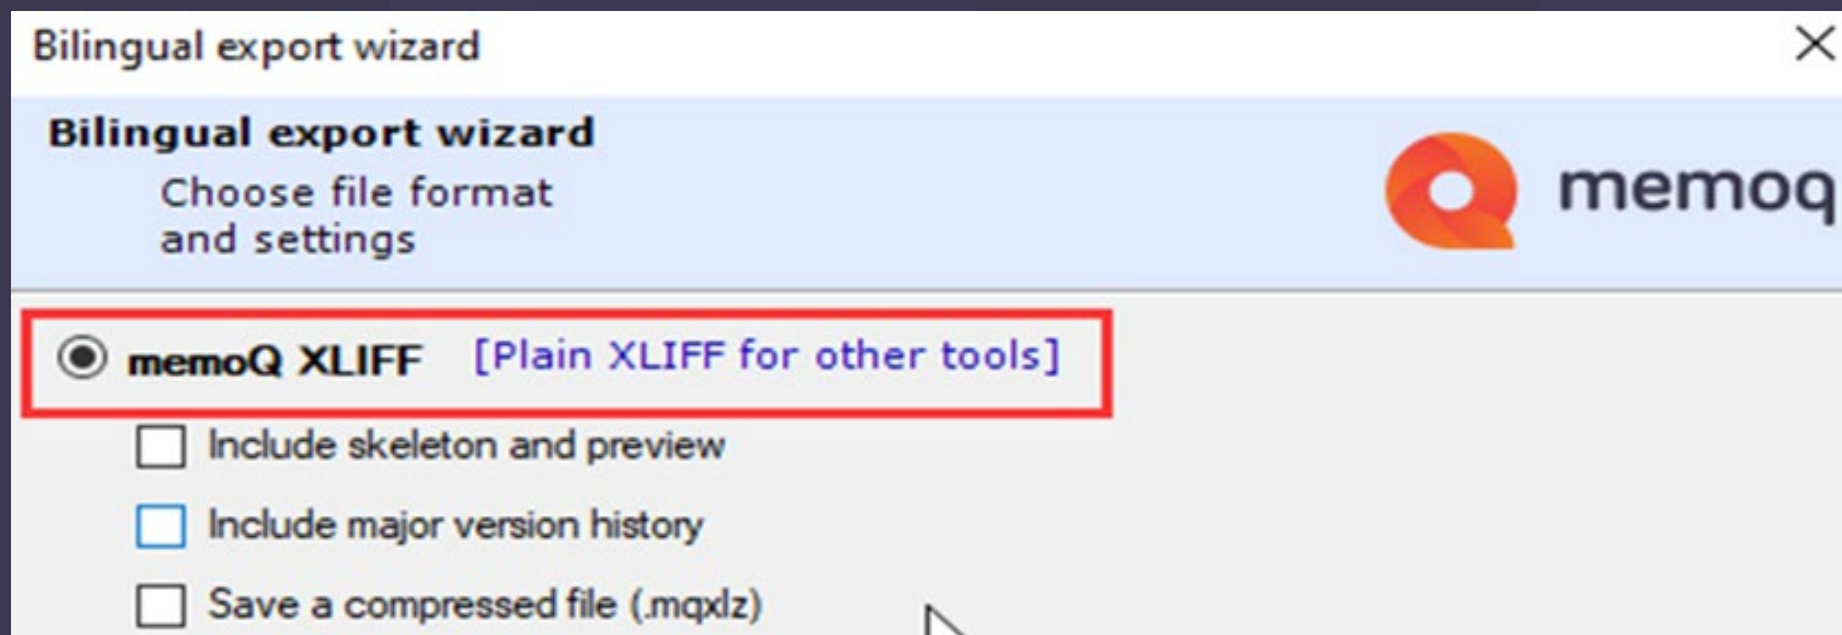 Bilingual export wizard
Bilingual export wizard
Choose file format
and settings
memoq
memoQ XLIFF [Plain XLIFF for other tools]
Include skeleton and preview
Include major version history
Save a compressed file (.mqxlz)